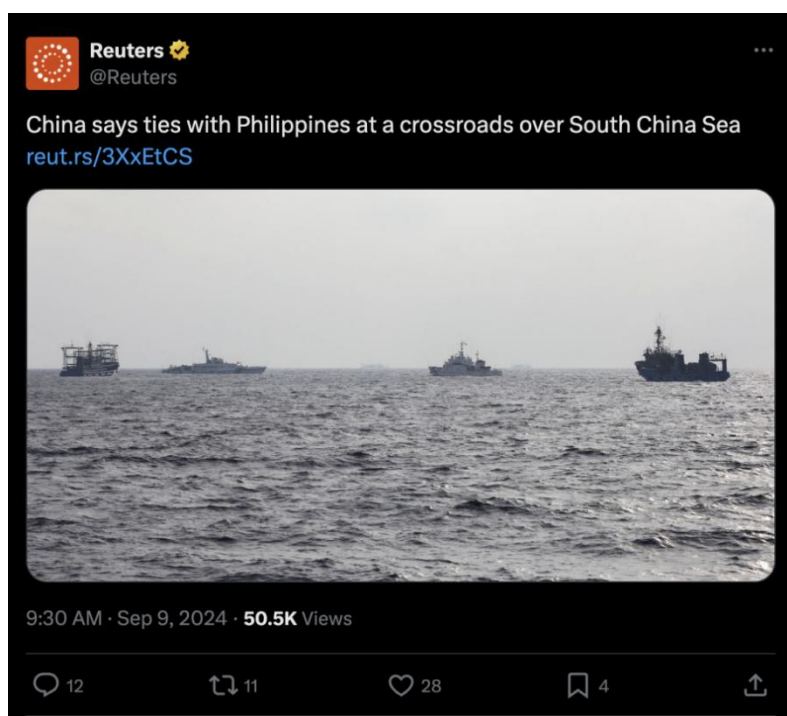 Reuters
@Reuters
China says ties with Philippines at a crossroads over South China Sea
reut.rs/3XxEtCS
9:30 AM · Sep 9, 2024 · 50.5K Views
12 11 28 4